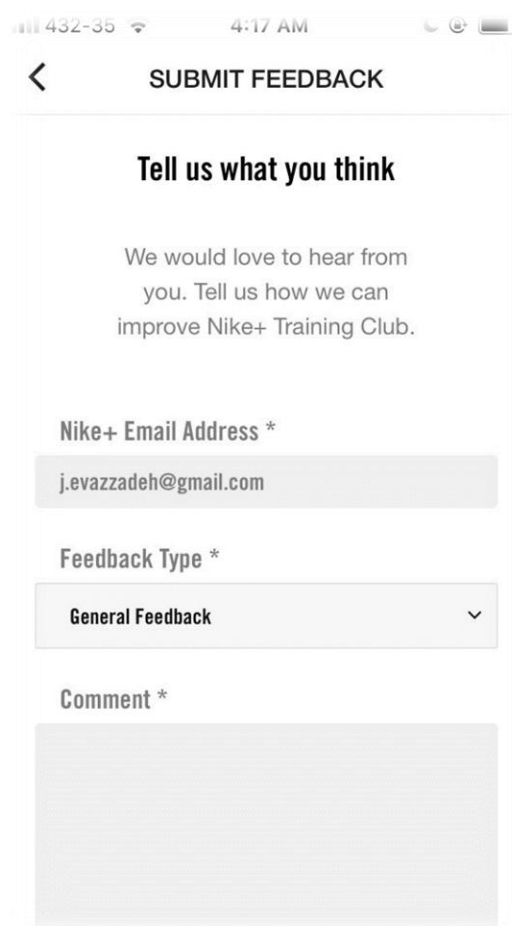 432-35 4:17 AM
SUBMIT FEEDBACK
Tell us what you think
We would love to hear from
you. Tell us how we can
improve Nike+ Training Club.
Nike+ Email Address *
j.evazzadeh@gmail.com
Feedback Type *
General Feedback
Comment *